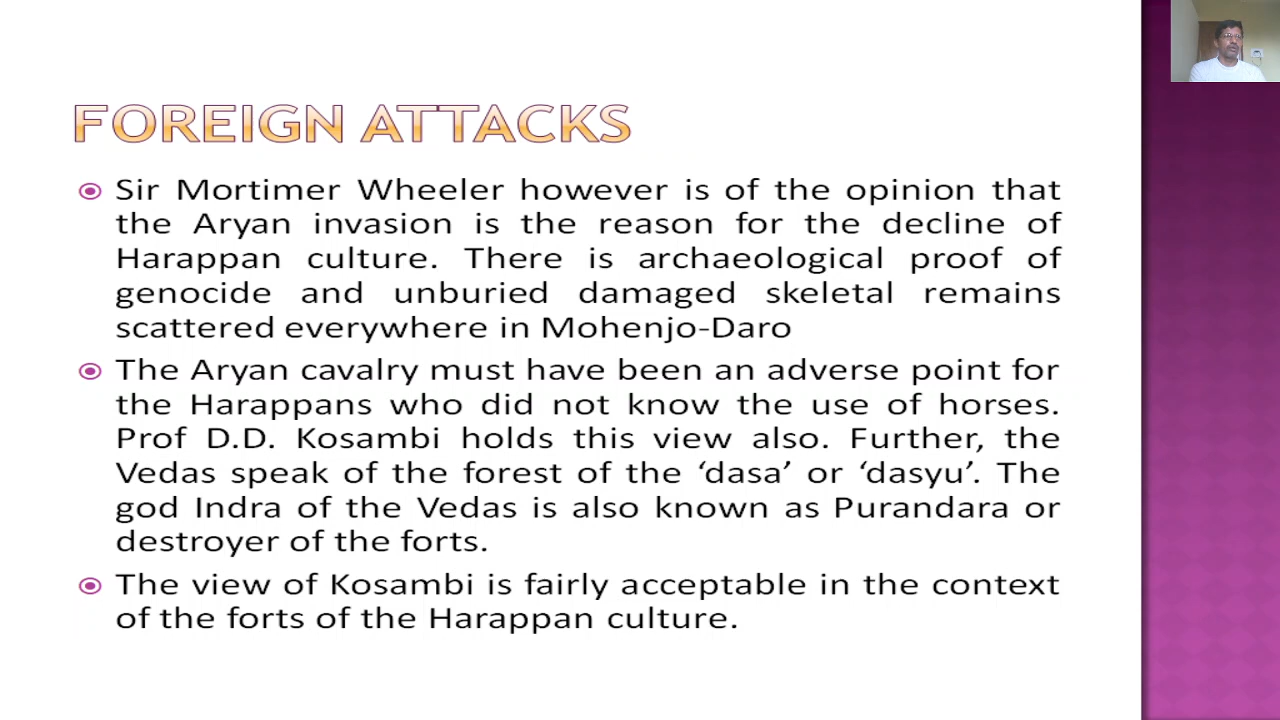 FOREIGN ATTACKS
Sir Mortimer Wheeler however is of the opinion that
the Aryan invasion is the reason for the decline of
Harappan culture. There is archaeological proof of
genocide and unburied damaged skeletal remains
scattered everywhere in Mohenjo-Daro
The Aryan cavalry must have been an adverse point for
the Harappans who did not know the use of horses.
Prof D.D. Kosambi holds this view also. Further, the
Vedas speak of the forest of the ‘dasa’ or ‘dasyu’. The
god Indra of the Vedas is also known as Purandara or
destroyer of the forts.
The view of Kosambi is fairly acceptable in the context
of the forts of the Harappan culture.